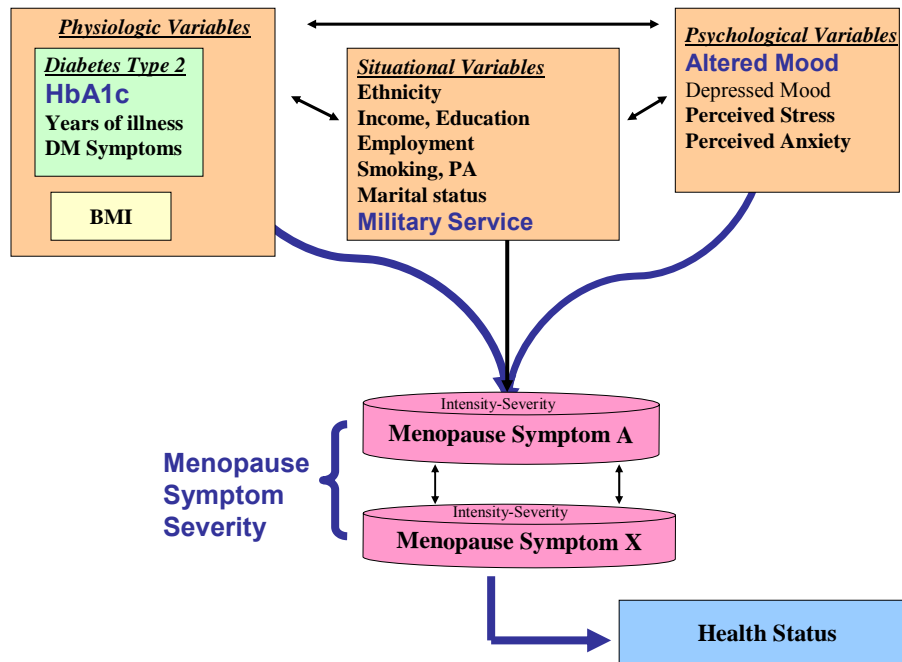 Physiologic Variables
Diabetes Type 2
HbA1c
Years of illness
DM Symptoms
BMI
Situational Variables
Ethnicity
Income, Education
Employment
Smoking, PA
Marital status
Military Service
Psychological Variables
Altered Mood
Depressed Mood
Perceived Stress
Perceived Anxiety
Intensity-Severity
Menopause Symptom A
Menopause
Symptom
Severity
Intensity-Severity
Menopause Symptom X
Health Status